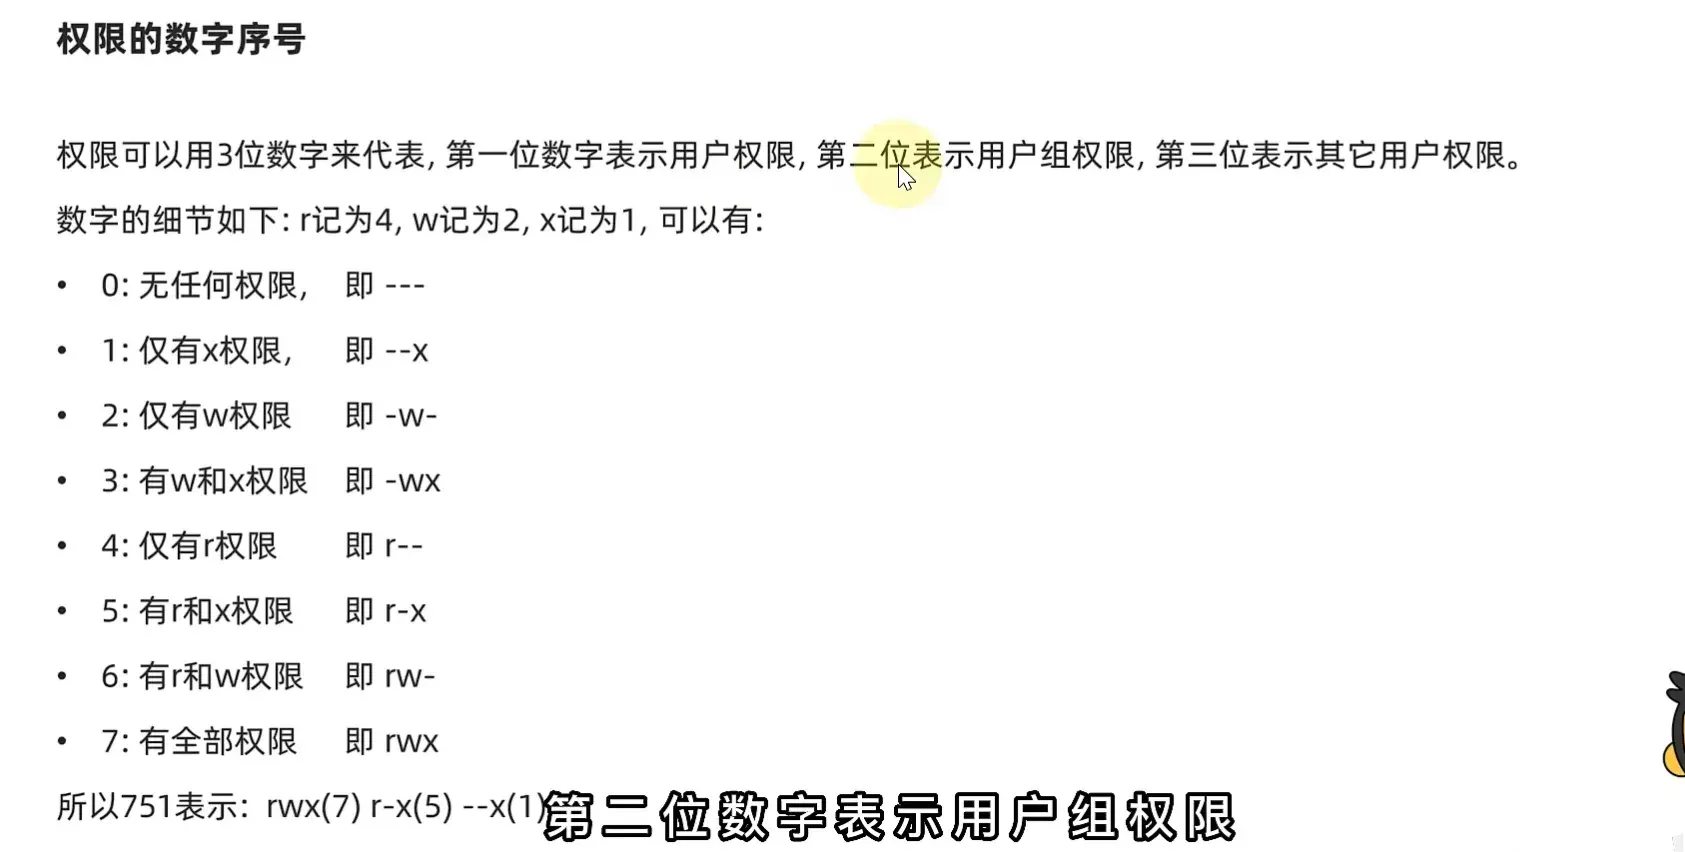 权限的数字序号
权限可以用3位数字来代表, 第一位数字表示用户权限, 第二位表示用户组权限, 第三位表示其它用户权限。
数字的细节如下: r记为4, w记为2, x记为1, 可以有:
• 0: 无任何权限, 即 ---
• 1: 仅有x权限, 即 --x
• 2: 仅有w权限 即 -w-
• 3: 有w和x权限 即 -wx
• 4: 仅有r权限 即 r--
• 5: 有r和x权限 即 r-x
• 6: 有r和w权限 即 rw-
• 7: 有全部权限 即 rwx
所以751表示: rwx(7) r-x(5) --x(1)
第二位数字表示用户组权限